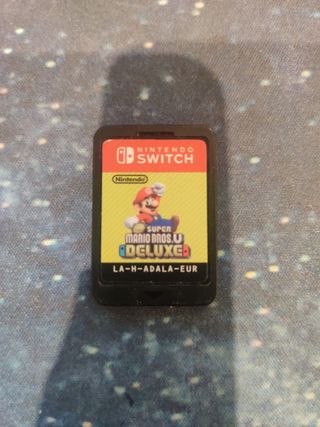 NINTENDO
SWITCH
Nintendo
SUPER
MARIO BROS.U
DELUXE
LA-H-ADALA-EUR